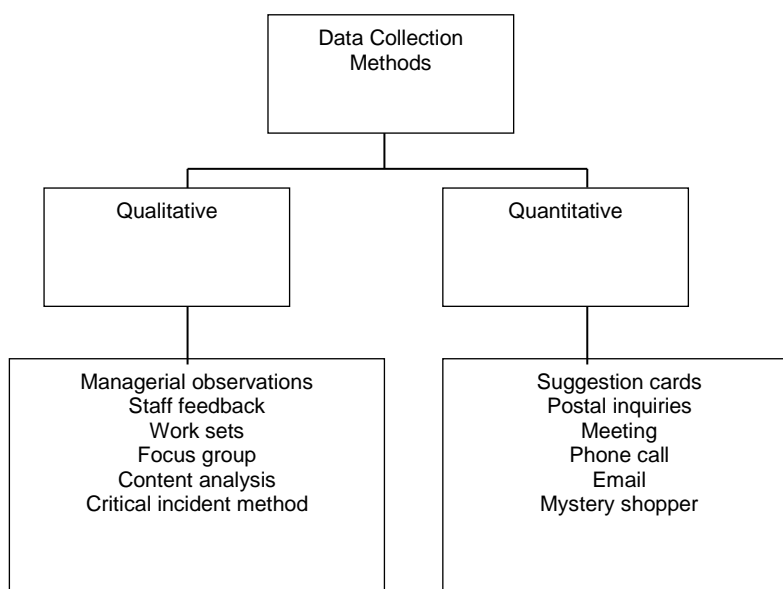 Data Collection
Methods
Qualitative
Quantitative
Managerial observations
Staff feedback
Work sets
Focus group
Content analysis
Critical incident method
Suggestion cards
Postal inquiries
Meeting
Phone call
Email
Mystery shopper